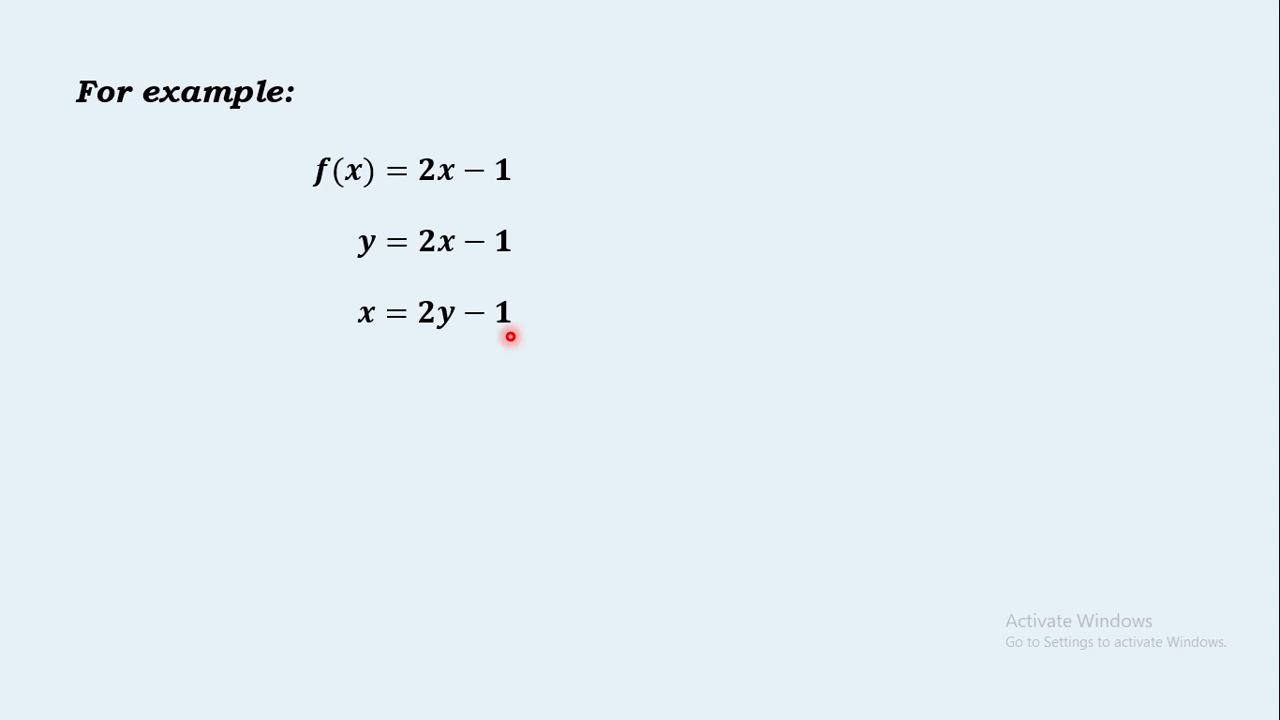 For example:
f(x) = 2x − 1
y = 2x − 1
x = 2y − 1
Activate Windows
Go to Settings to activate Windows.